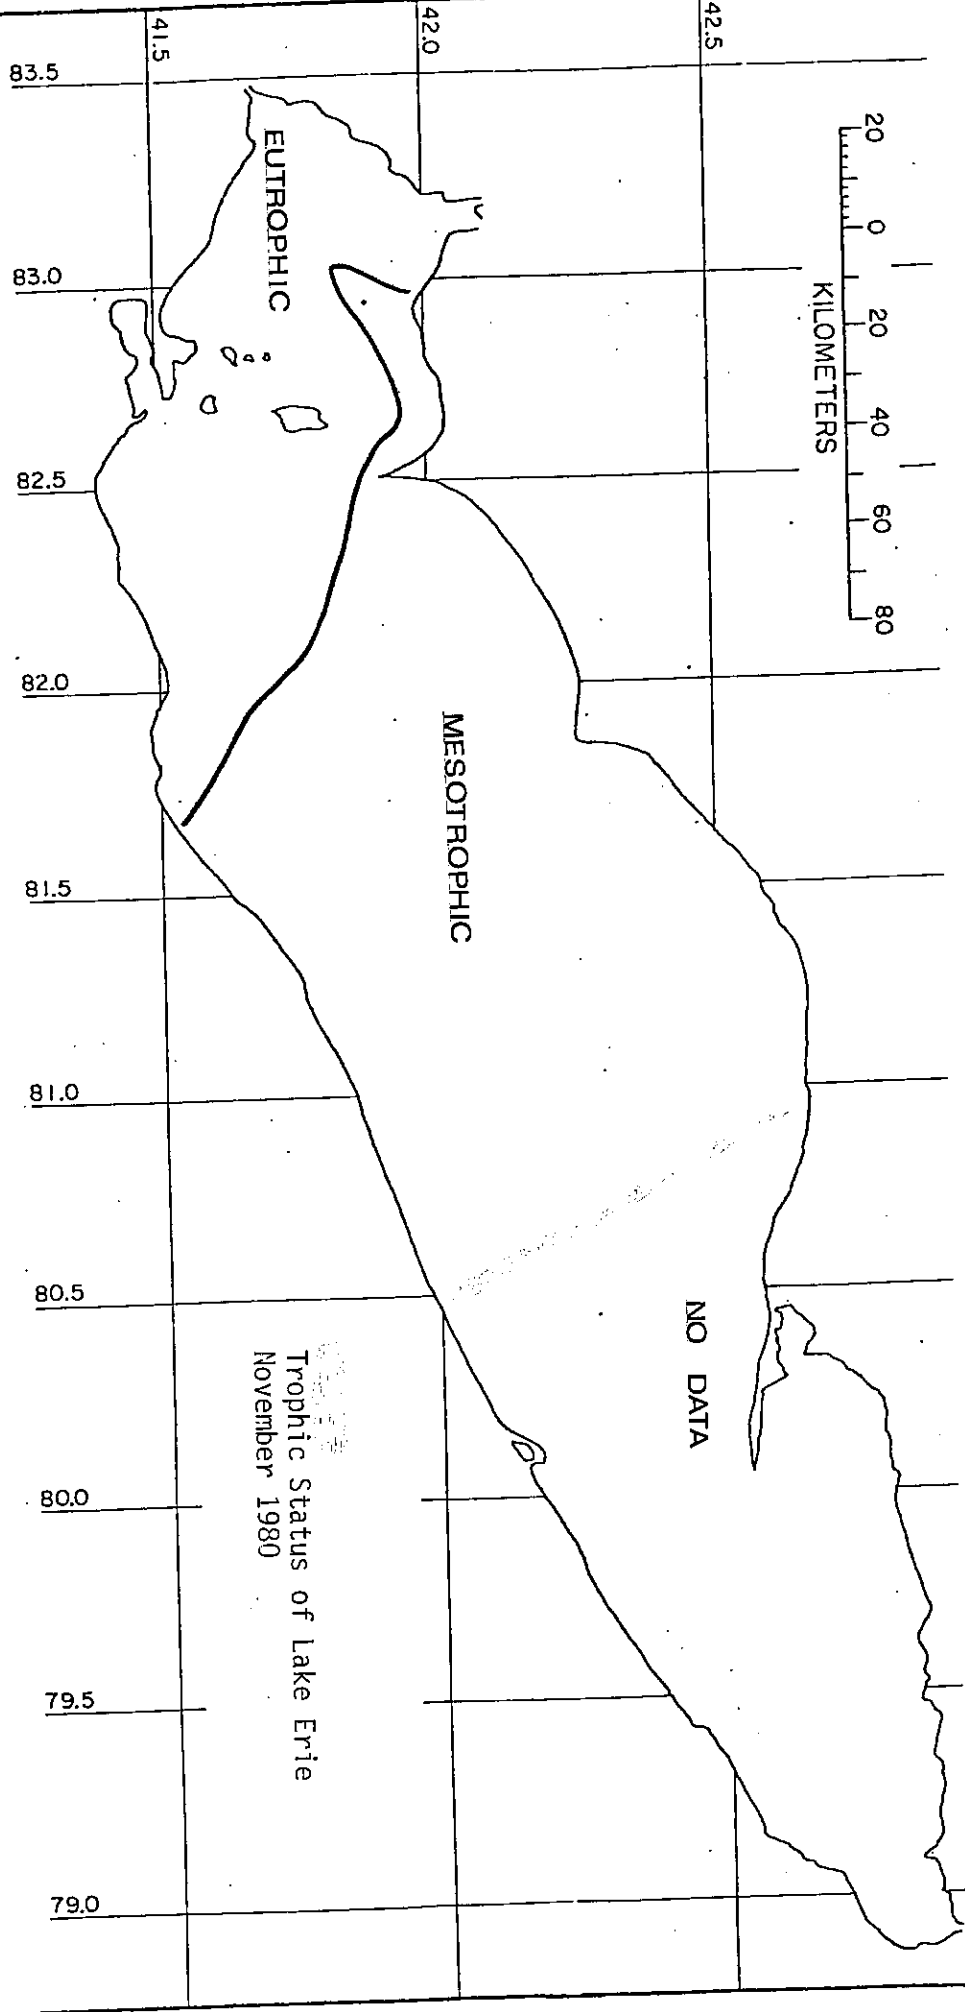 42.5
42.0
41.5
83.5
83.0
82.5
82.0
81.5
81.0
80.5
80.0
79.5
79.0
20 0 20 40 60 80
KILOMETERS
EUTROPHIC
MESOTROPHIC
NO DATA
Trophic Status of Lake Erie
November 1980